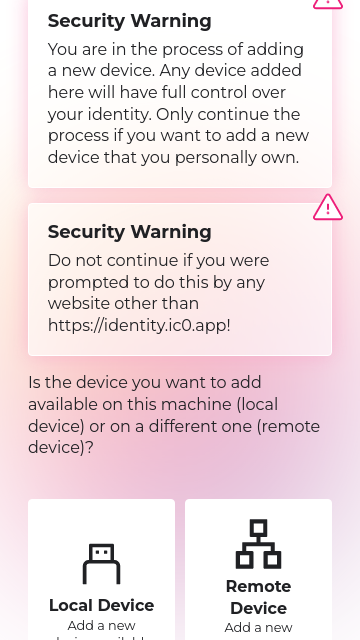 Security Warning
You are in the process of adding
a new device. Any device added
here will have full control over
your identity. Only continue the
process if you want to add a new
device that you personally own.
Security Warning
Do not continue if you were
prompted to do this by any
website other than
https://identity.ic0.app!
Is the device you want to add
available on this machine (local
device) or on a different one (remote
device)?
Local Device
Add a new
Remote
Device
Add a new